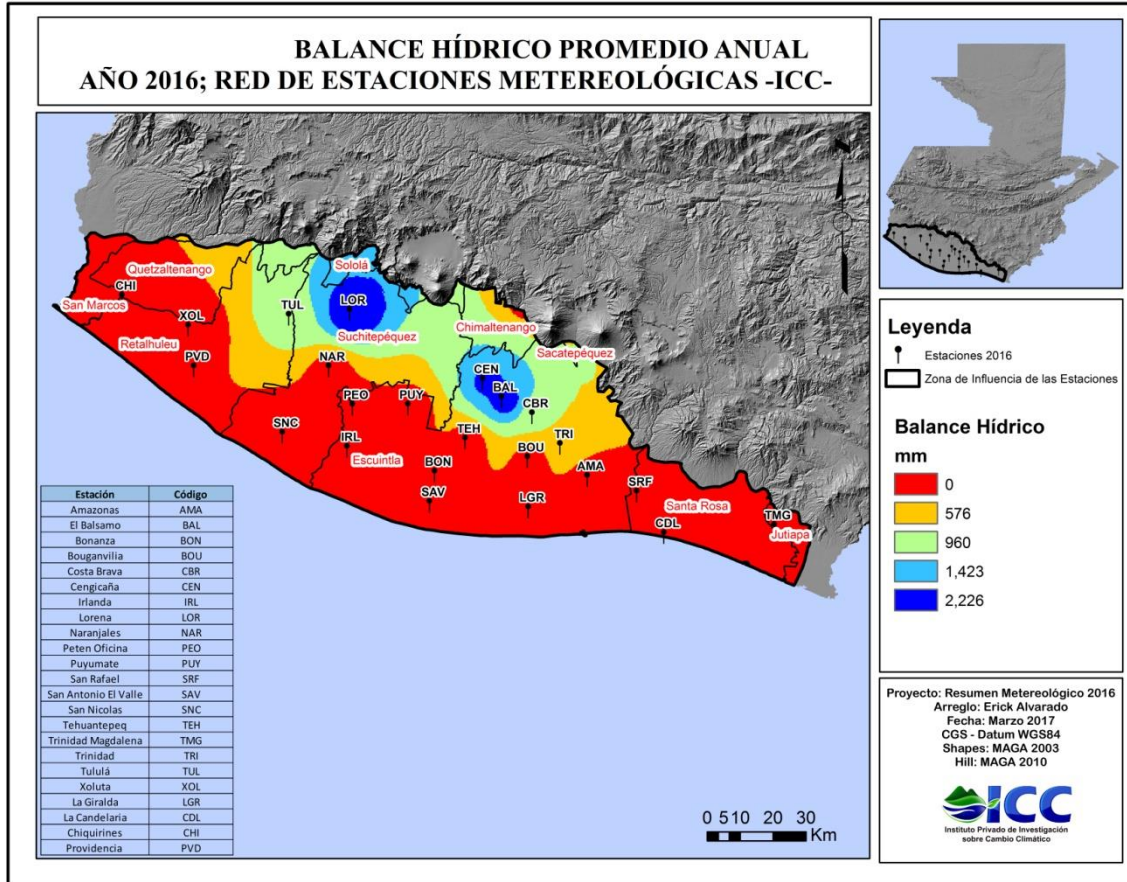 BALANCE HÍDRICO PROMEDIO ANUAL
AÑO 2016; RED DE ESTACIONES METEREOLÓGICAS -ICC-
Quetzaltenango
Sololá
CHI
San Marcos
TUL
LOR
XOL
Suchitepéquez
Chimaltenango
Retalhuleu
Sacatepéquez
PVD
NAR
CEN
BAL
PEO
PUY
CBR
SNC
TEH
IRL
TRI
BOU
Escuintla
BON
AMA
SRF
SAV
LGR
Santa Rosa
TMG
CDL
Jutiapa
Estación Código
Amazonas AMA
El Balsamo BAL
Bonanza BON
Bouganvilia BOU
Costa Brava CBR
Cengicaña CEN
Irlanda IRL
Lorena LOR
Naranjales NAR
Peten Oficina PEO
Puyumate PUY
San Rafael SRF
San Antonio El Valle SAV
San Nicolas SNC
Tehuantepeq TEH
Trinidad Magdalena TMG
Trinidad TRI
Tululá TUL
Xoluta XOL
La Giralda LGR
La Candelaria CDL
Chiquirines CHI
Providencia PVD
0 5 10 20 30
Km
Leyenda
Estaciones 2016
Zona de Influencia de las Estaciones
Balance Hídrico
mm
0
576
960
1,423
2,226
Proyecto: Resumen Metereológico 2016
Arreglo: Erick Alvarado
Fecha: Marzo 2017
CGS - Datum WGS84
Shapes: MAGA 2003
Hill: MAGA 2010
ICC
Instituto Privado de Investigación
sobre Cambio Climático